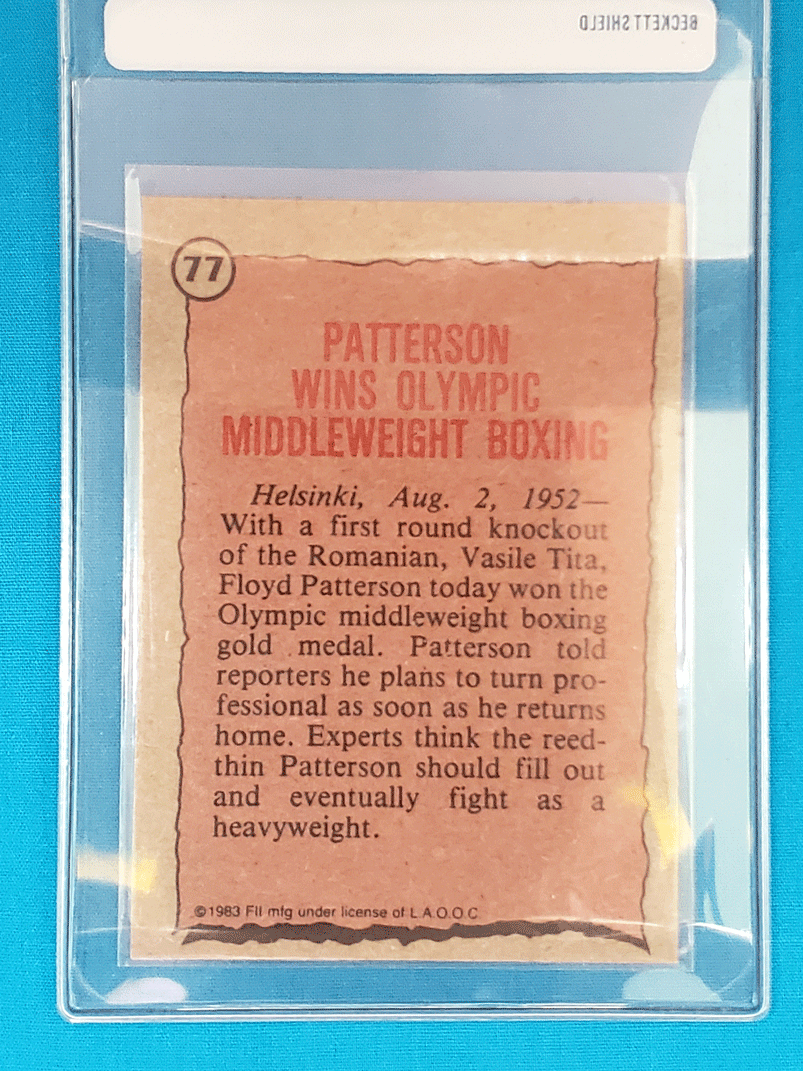 BECKETT SHIELD
77
PATTERSON
WINS OLYMPIC
MIDDLEWEIGHT BOXING
Helsinki, Aug. 2, 1952—
With a first round knockout
of the Romanian, Vasile Tita,
Floyd Patterson today won the
Olympic middleweight boxing
gold medal. Patterson told
reporters he plans to turn pro-
fessional as soon as he returns
home. Experts think the reed-
thin Patterson should fill out
and eventually fight as a
heavyweight.
©1983 FII mfg under license of L.A.O.O.C.